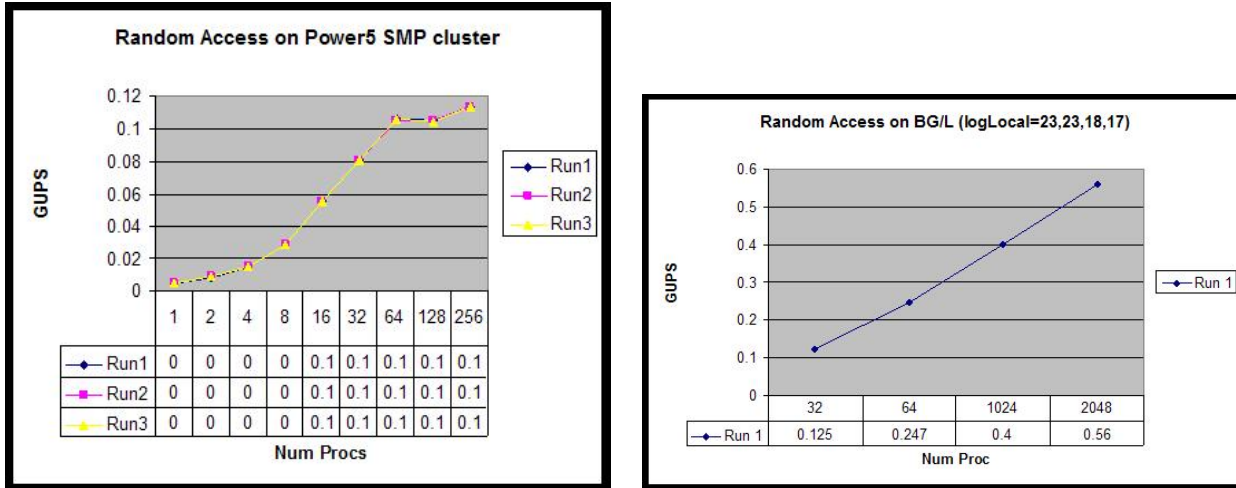 Random Access on Power5 SMP cluster
GUPS
0.12
0.1
0.08
0.06
0.04
0.02
0
Run1
Run2
Run3
1 2 4 8 16 32 64 128 256
Run1 0 0 0 0 0.1 0.1 0.1 0.1 0.1
Run2 0 0 0 0 0.1 0.1 0.1 0.1 0.1
Run3 0 0 0 0 0.1 0.1 0.1 0.1 0.1
Num Procs
Random Access on BG/L (logLocal=23,23,18,17)
GUPS
0.6
0.5
0.4
0.3
0.2
0.1
0
Run 1
32 64 1024 2048
Run 1 0.125 0.247 0.4 0.56
Num Proc